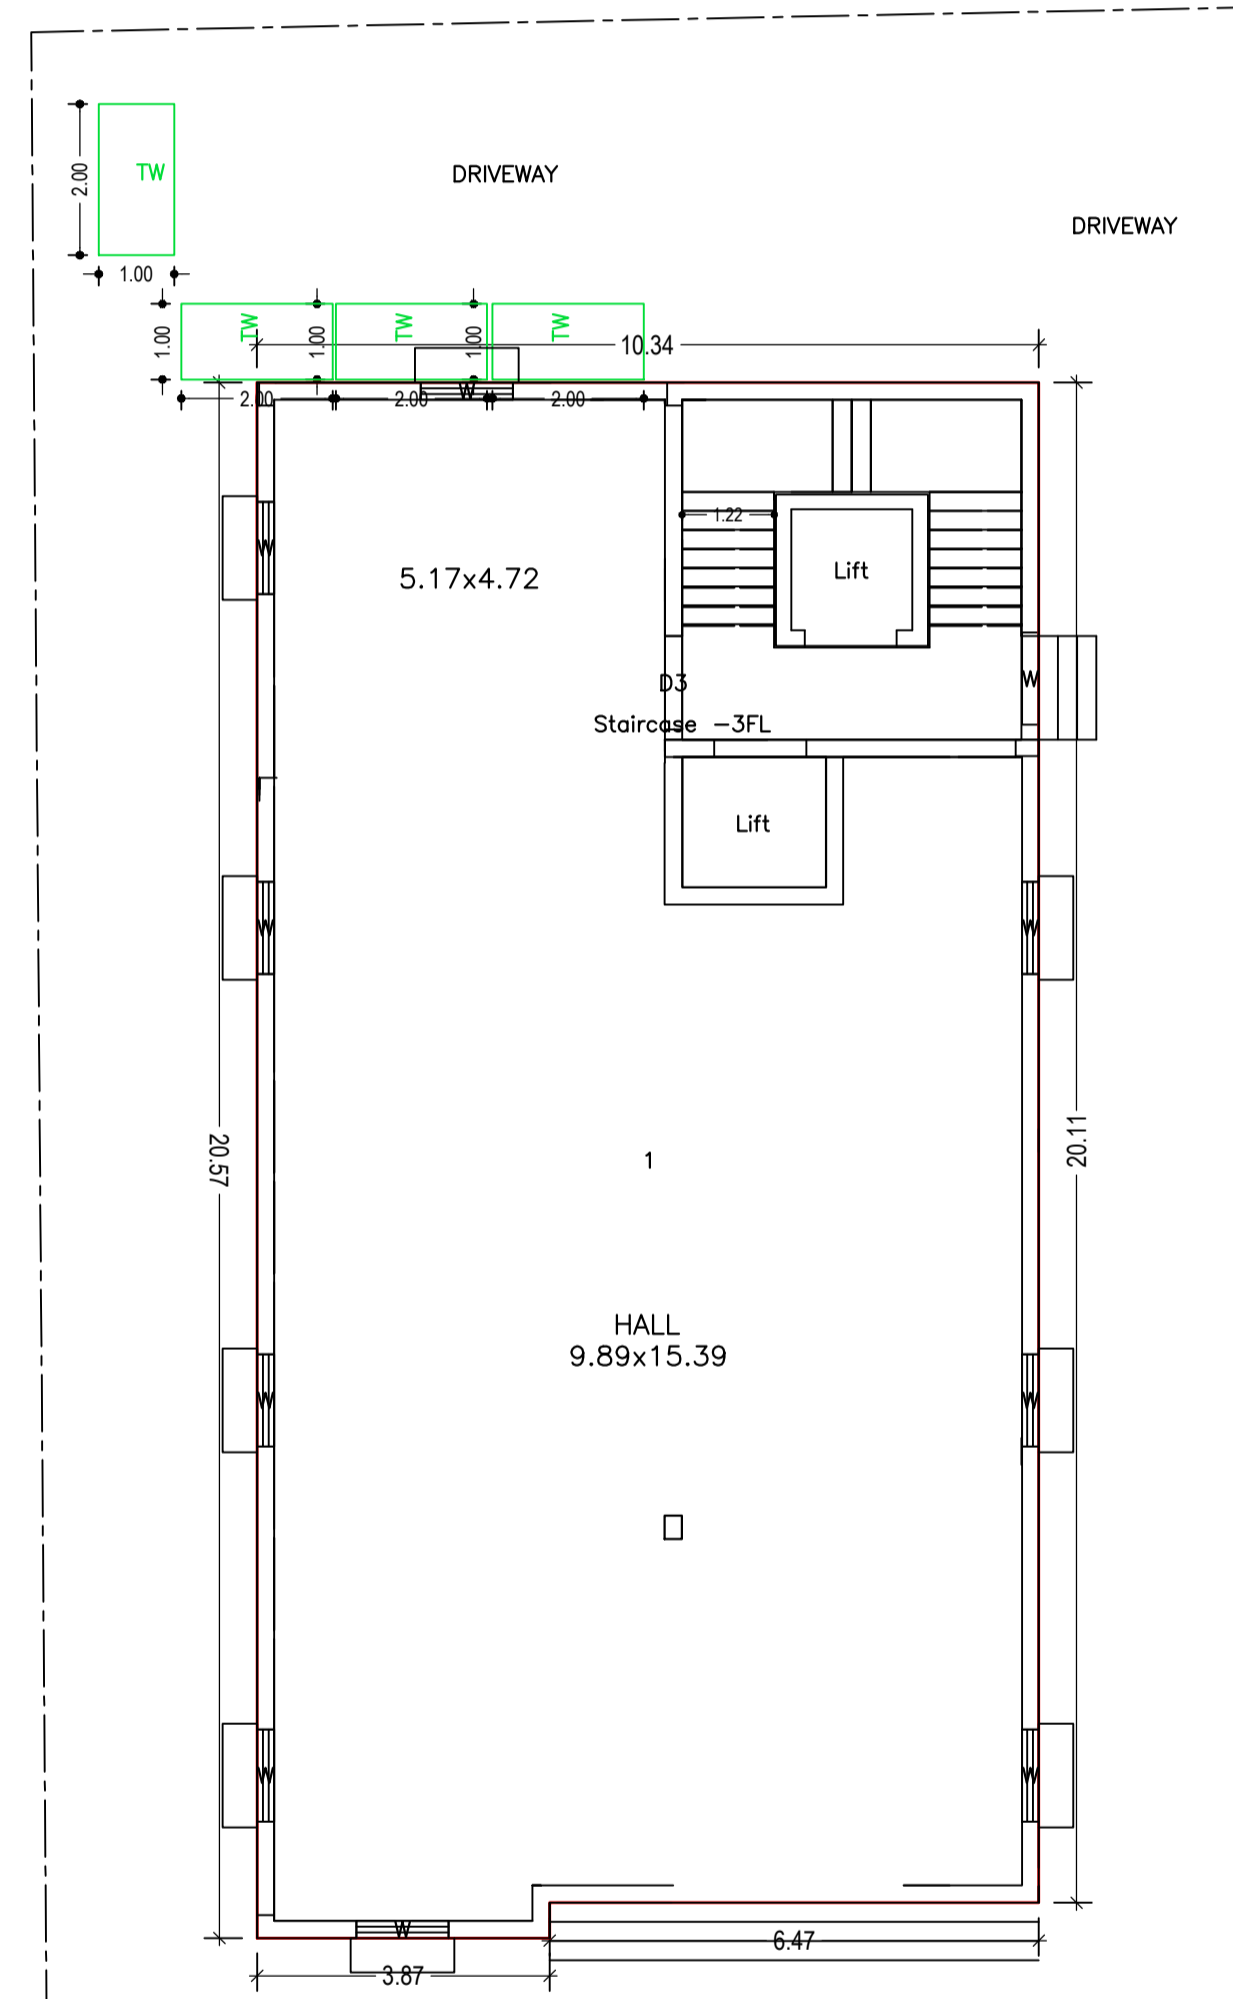 2.00
TW
DRIVEWAY
DRIVEWAY
1.00
1.00
TW
1.00
TW
1.00
TW
10.34
2.00
2.00
W
2.00
1.22
W
Lift
5.17x4.72
D3
W
Staircase -3FL
Lift
W
W
20.57
20.11
1
HALL
9.89x15.39
W
W
W
W
W
6.47
3.87